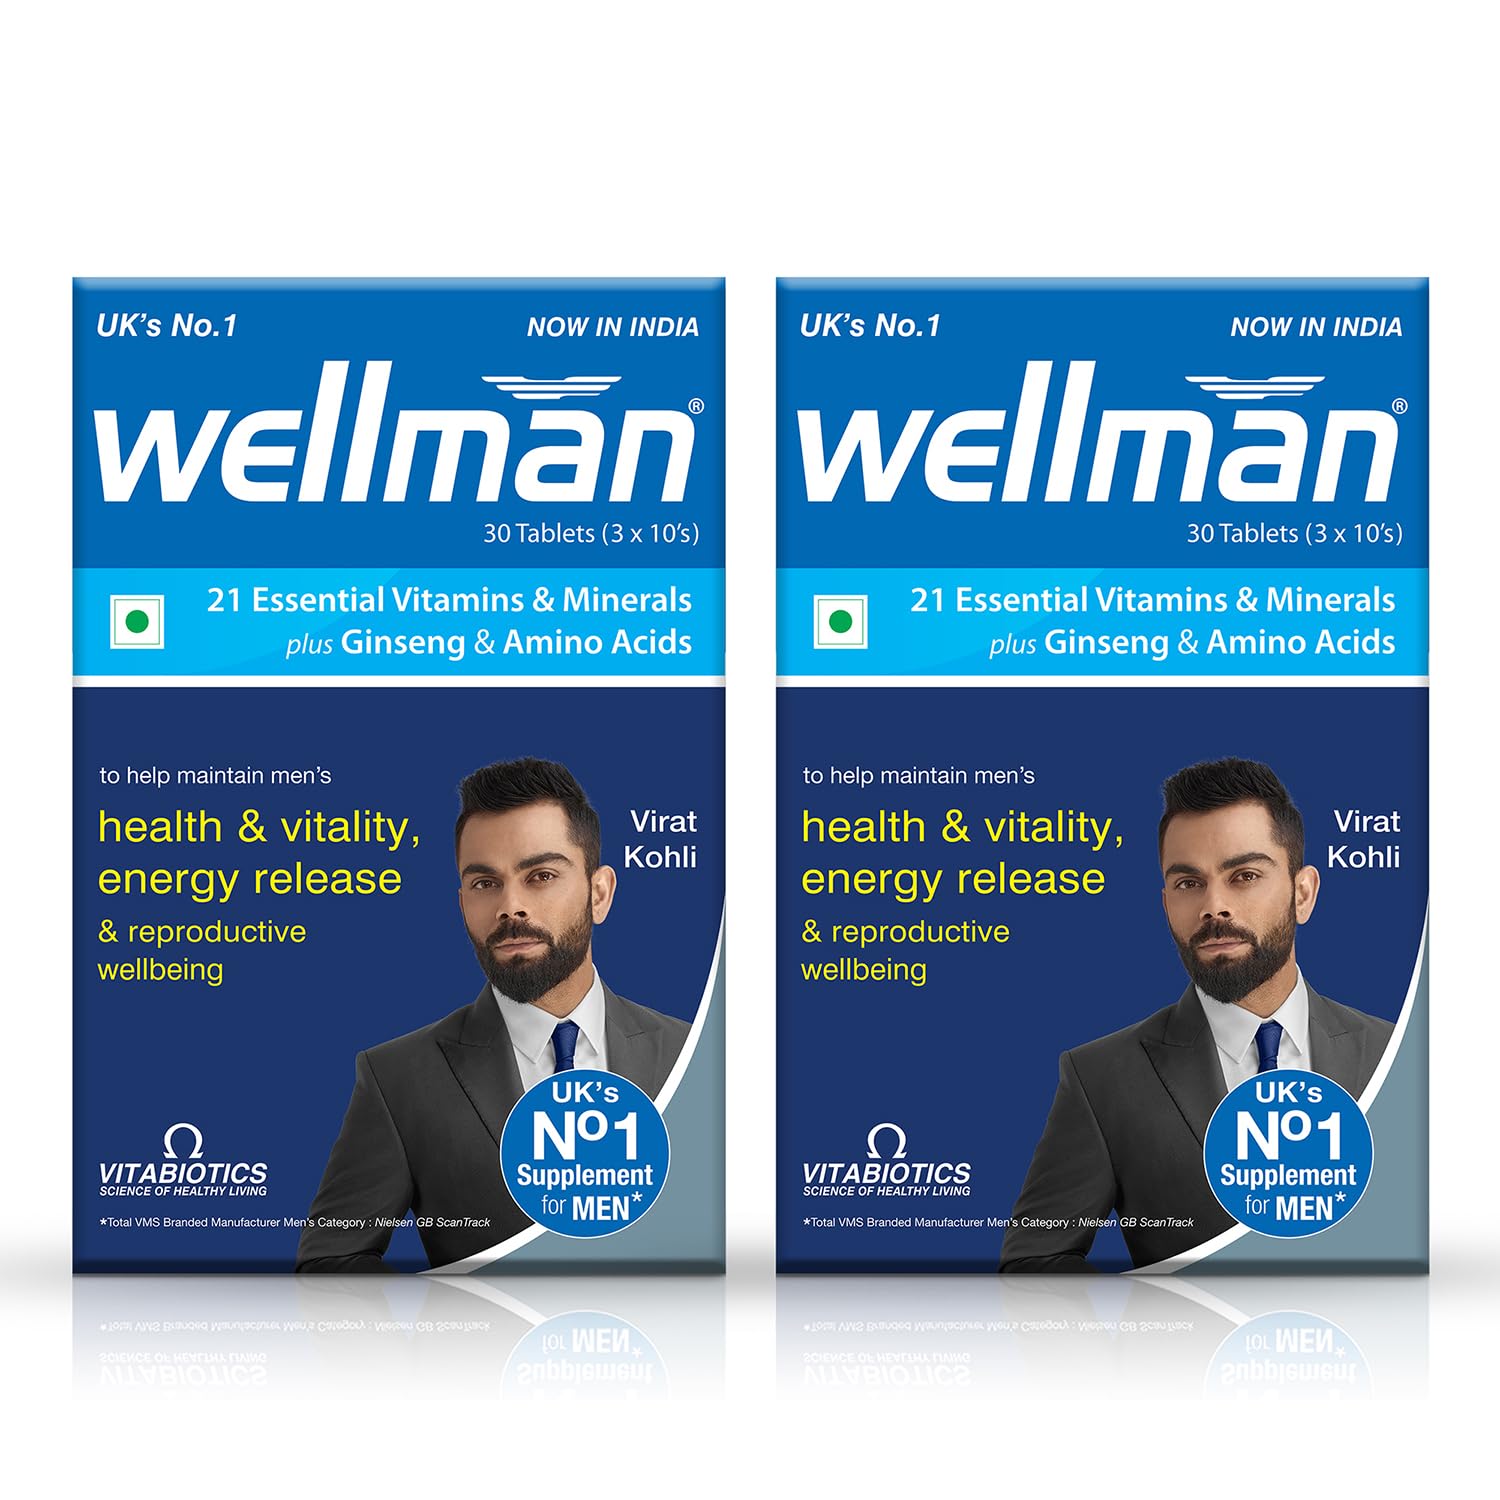 UK's No.1
NOW IN INDIA
wellman®
30 Tablets (3 x 10's)
21 Essential Vitamins & Minerals
plus Ginseng & Amino Acids
to help maintain men's
health & vitality,
energy release
& reproductive
wellbeing
Virat
Kohli
UK's
Nº1
Supplement
for MEN*
VITABIOTICS
SCIENCE OF HEALTHY LIVING
*Total VMS Branded Manufacturer Men's Category : Nielsen GB ScanTrack
UK's No.1
NOW IN INDIA
wellman®
30 Tablets (3 x 10's)
21 Essential Vitamins & Minerals
plus Ginseng & Amino Acids
to help maintain men's
health & vitality,
energy release
& reproductive
wellbeing
Virat
Kohli
UK's
Nº1
Supplement
for MEN*
VITABIOTICS
SCIENCE OF HEALTHY LIVING
*Total VMS Branded Manufacturer Men's Category : Nielsen GB ScanTrack